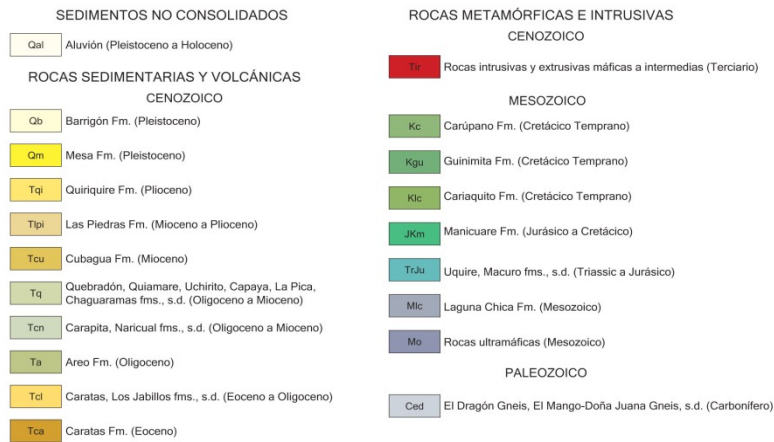 SEDIMENTOS NO CONSOLIDADOS
Qal Aluvión (Pleistoceno a Holoceno)
ROCAS SEDIMENTARIAS Y VOLCÁNICAS
CENOZOICO
Qb Barrigón Fm. (Pleistoceno)
Qm Mesa Fm. (Pleistoceno)
Tqi Quiriquire Fm. (Plioceno)
Tlpi Las Piedras Fm. (Mioceno a Plioceno)
Tcu Cubagua Fm. (Mioceno)
Tq Quebradón, Quiamare, Uchirito, Capaya, La Pica,
Chaguaramas fms., s.d. (Oligoceno a Mioceno)
Tcn Carapita, Naricual fms., s.d. (Oligoceno a Mioceno)
Ta Areo Fm. (Oligoceno)
Tcl Caratas, Los Jabillos fms., s.d. (Eoceno a Oligoceno)
Tca Caratas Fm. (Eoceno)
ROCAS METAMÓRFICAS E INTRUSIVAS
CENOZOICO
Tir Rocas intrusivas y extrusivas máficas a intermedias (Terciario)
MESOZOICO
Kc Carúpano Fm. (Cretácico Temprano)
Kgu Guinimita Fm. (Cretácico Temprano)
Klc Cariaquito Fm. (Cretácico Temprano)
JKm Manicuare Fm. (Jurásico a Cretácico)
TrJu Uquire, Macuro fms., s.d. (Triassic a Jurásico)
Mlc Laguna Chica Fm. (Mesozoico)
Mo Rocas ultramáficas (Mesozoico)
PALEOZOICO
Ced El Dragón Gneis, El Mango-Doña Juana Gneis, s.d. (Carbonífero)